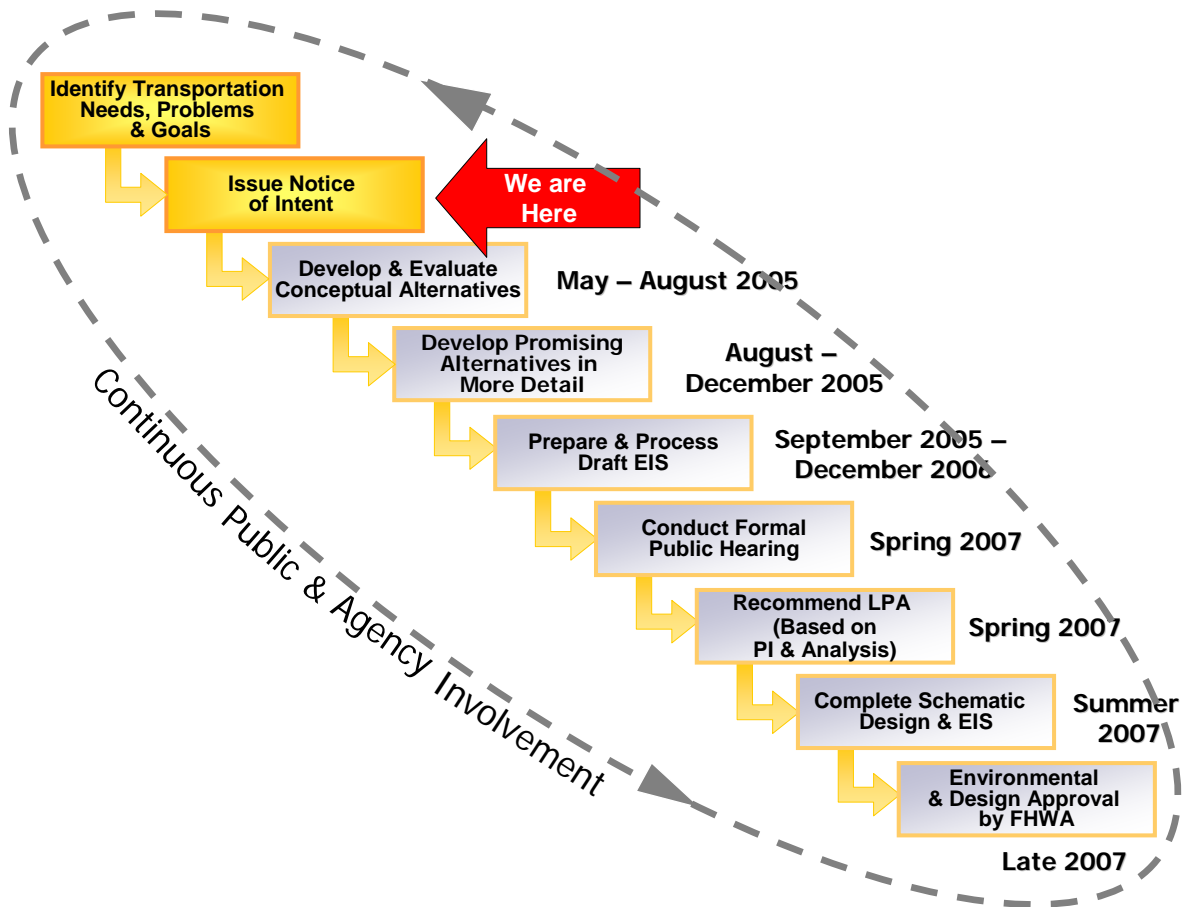 Identify Transportation
Needs, Problems
& Goals
Issue Notice
of Intent
We are
Here
Develop & Evaluate
Conceptual Alternatives
May – August 2005
Develop Promising
Alternatives in
More Detail
August –
December 2005
Prepare & Process
Draft EIS
September 2005 –
December 2006
Conduct Formal
Public Hearing
Spring 2007
Recommend LPA
(Based on
PI & Analysis)
Spring 2007
Complete Schematic
Design & EIS
Summer
2007
Environmental
& Design Approval
by FHWA
Late 2007
Continuous Public & Agency Involvement